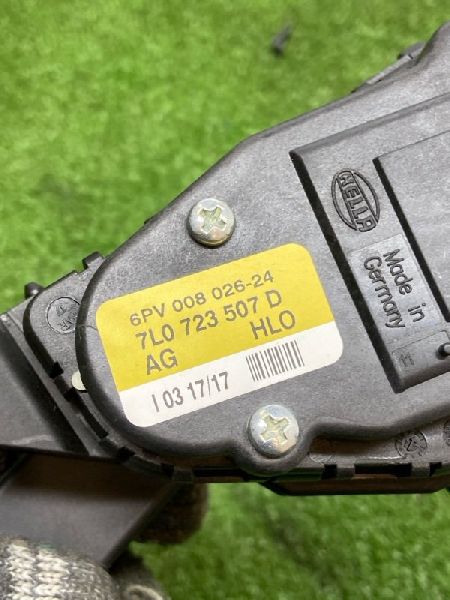 HELLA
Made in
Germany
6PV 008 026-24
7L0 723 507 D
AG HLO
I 03 17/17